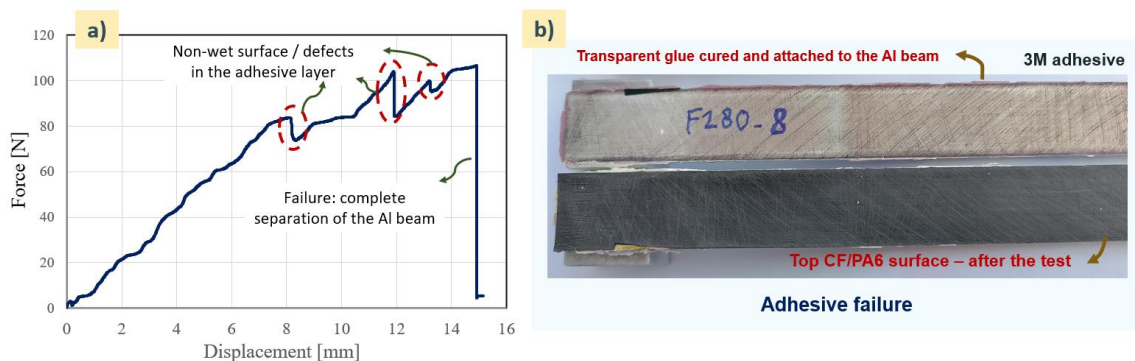 a)
120
100
80
60
40
20
0
Force [N]
Non-wet surface / defects
in the adhesive layer
Failure: complete
separation of the Al beam
0 2 4 6 8 10 12 14 16
Displacement [mm]
b)
Transparent glue cured and attached to the Al beam
3M adhesive
F280-8
Top CF/PA6 surface – after the test
Adhesive failure